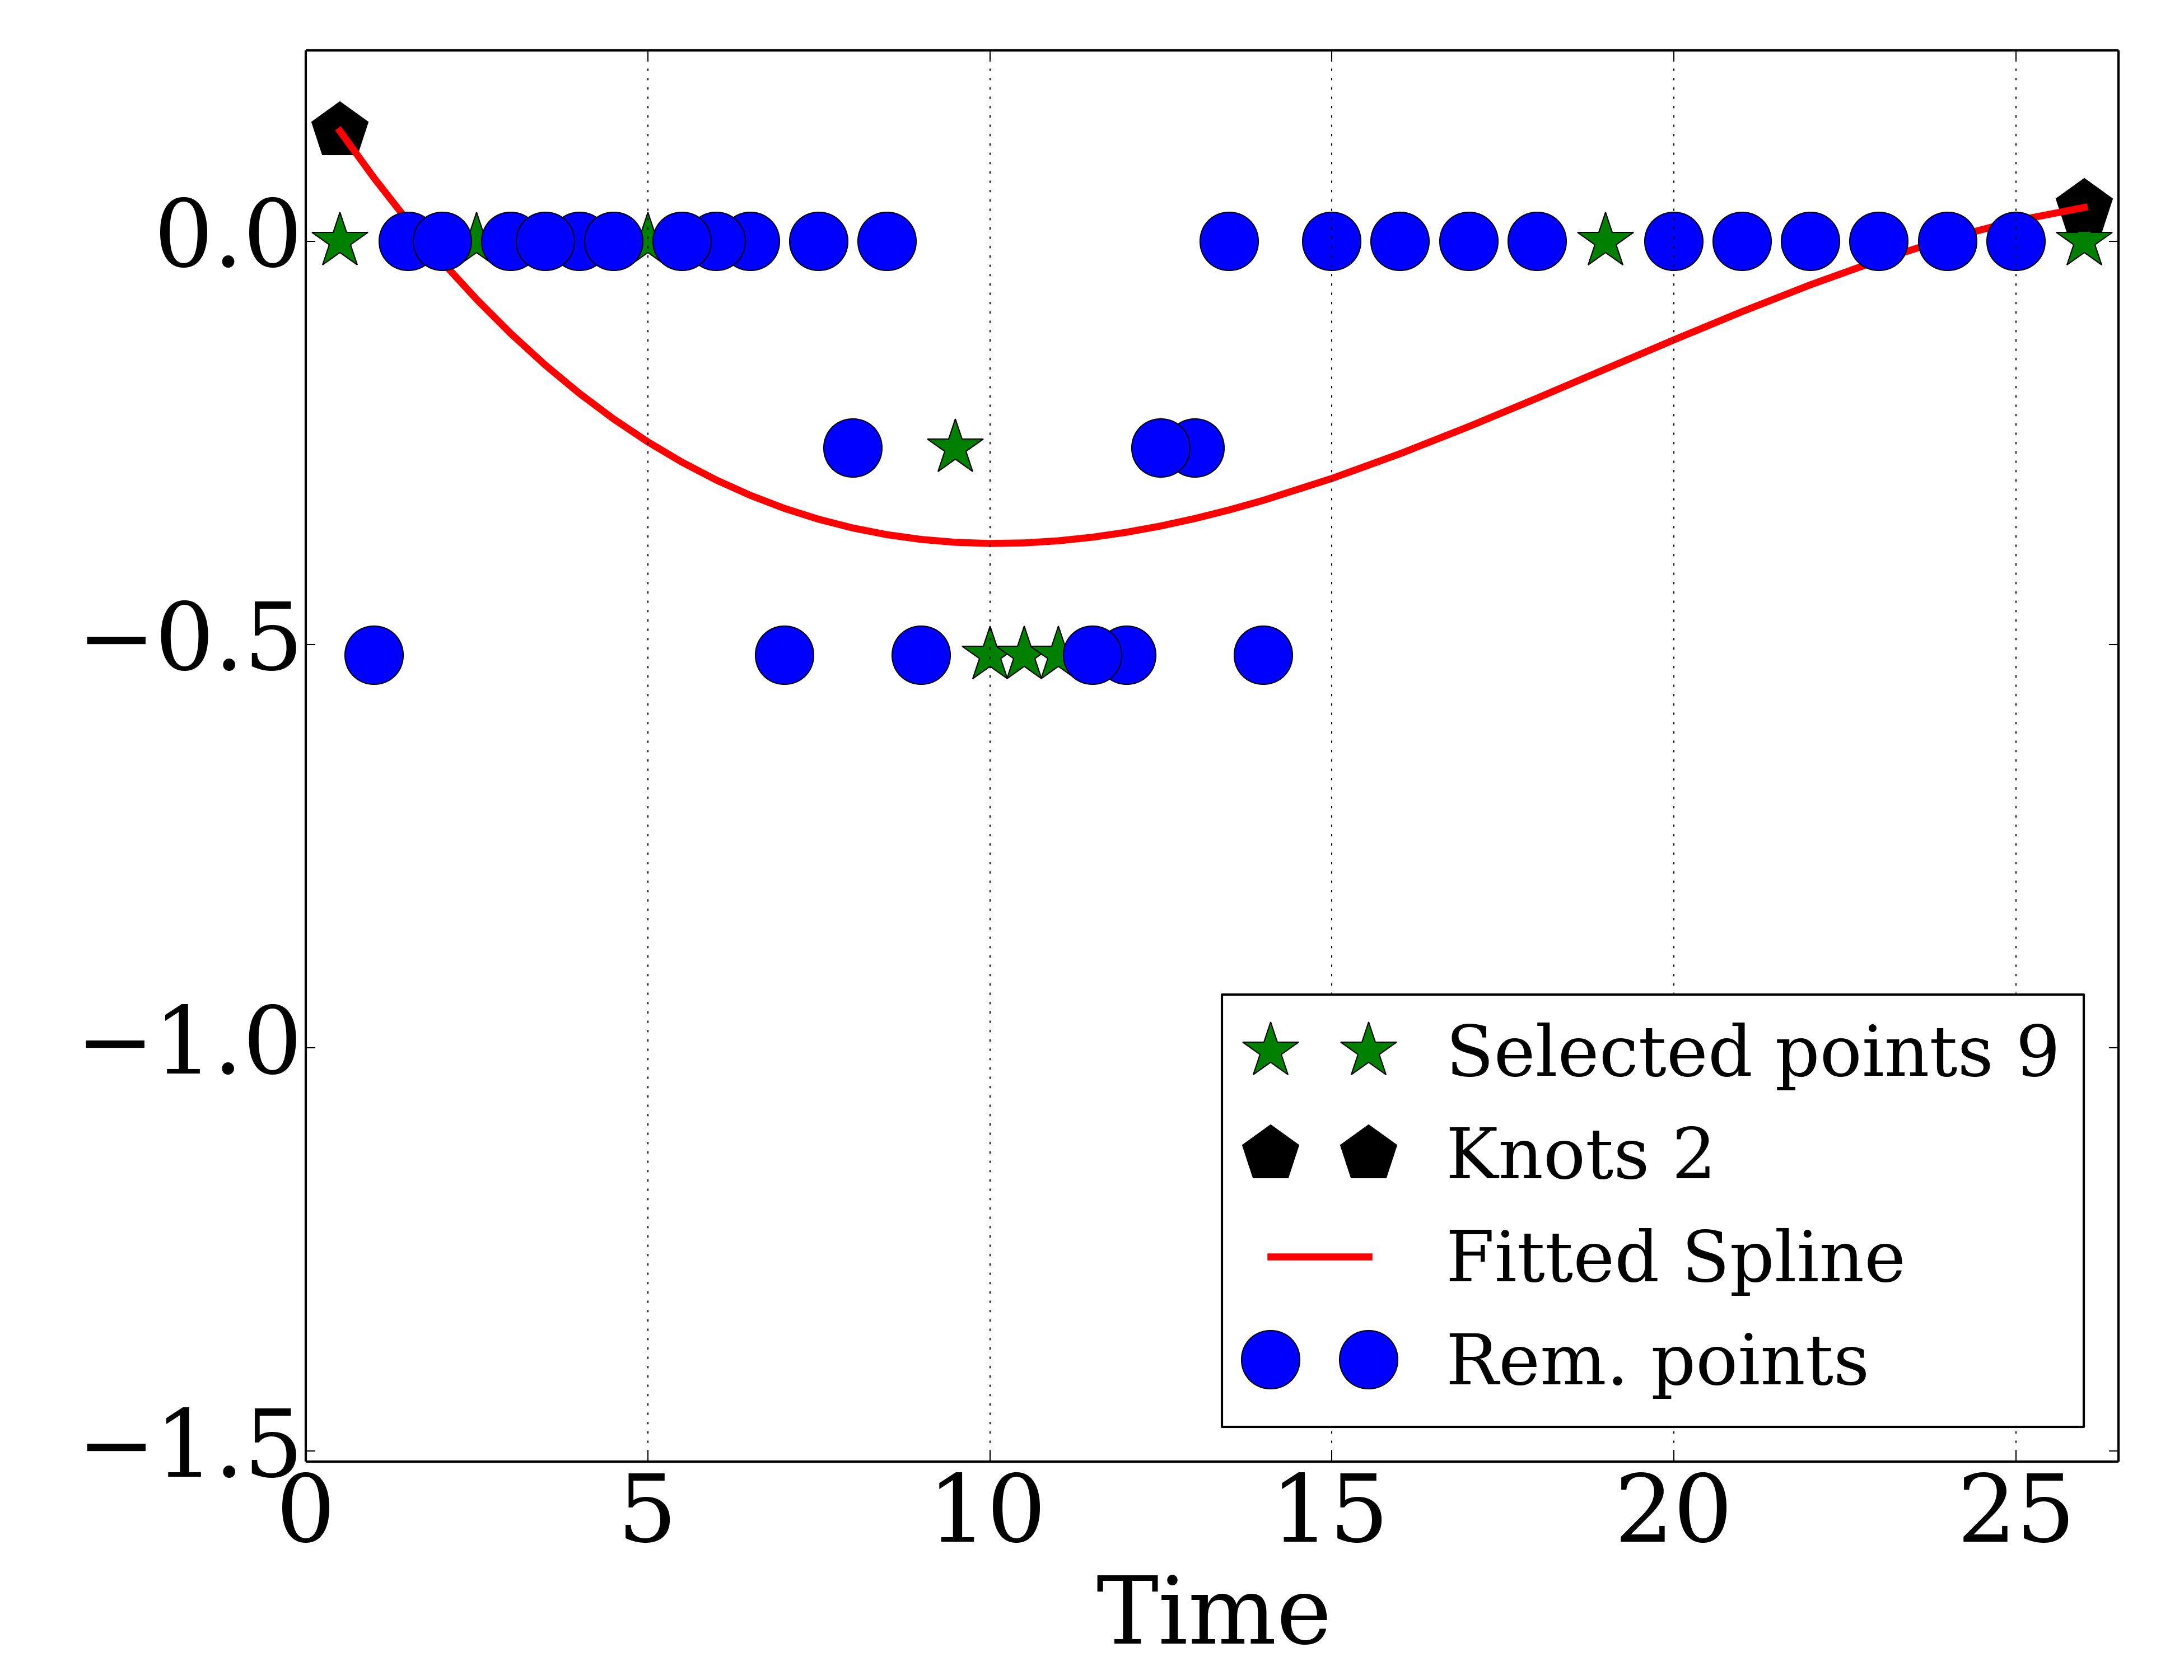 0.0
−0.5
−1.0
−1.5
0 5 10 15 20 25
Time
Selected points 9
Knots 2
Fitted Spline
Rem. points